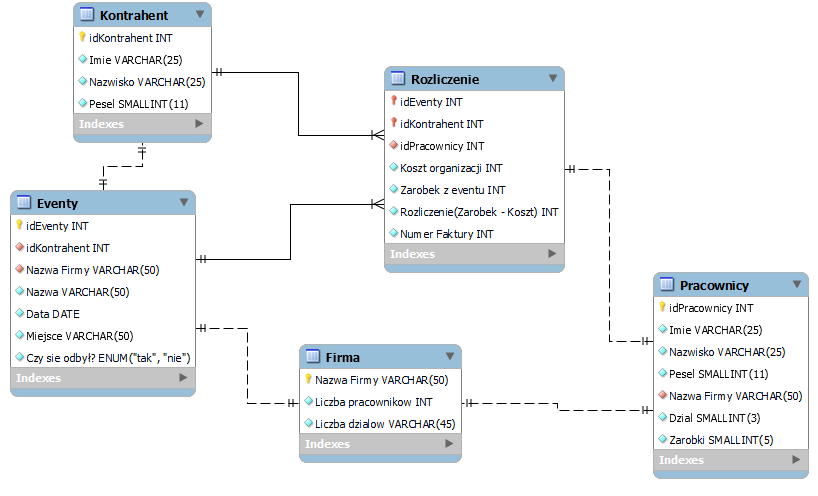 Kontrahent
idKontrahent INT
Imie VARCHAR(25)
Nazwisko VARCHAR(25)
Pesel SMALLINT(11)
Indexes
Eventy
idEventy INT
idKontrahent INT
Nazwa Firmy VARCHAR(50)
Nazwa VARCHAR(50)
Data DATE
Miejsce VARCHAR(50)
Czy sie odbył? ENUM("tak", "nie")
Indexes
Rozliczenie
idEventy INT
idKontrahent INT
idPracownicy INT
Koszt organizacji INT
Zarobek z eventu INT
Rozliczenie(Zarobek - Koszt) INT
Numer Faktury INT
Indexes
Firma
Nazwa Firmy VARCHAR(50)
Liczba pracownikow INT
Liczba dzialow VARCHAR(45)
Indexes
Pracownicy
idPracownicy INT
Imie VARCHAR(25)
Nazwisko VARCHAR(25)
Pesel SMALLINT(11)
Nazwa Firmy VARCHAR(50)
Dzial SMALLINT(3)
Zarobki SMALLINT(5)
Indexes